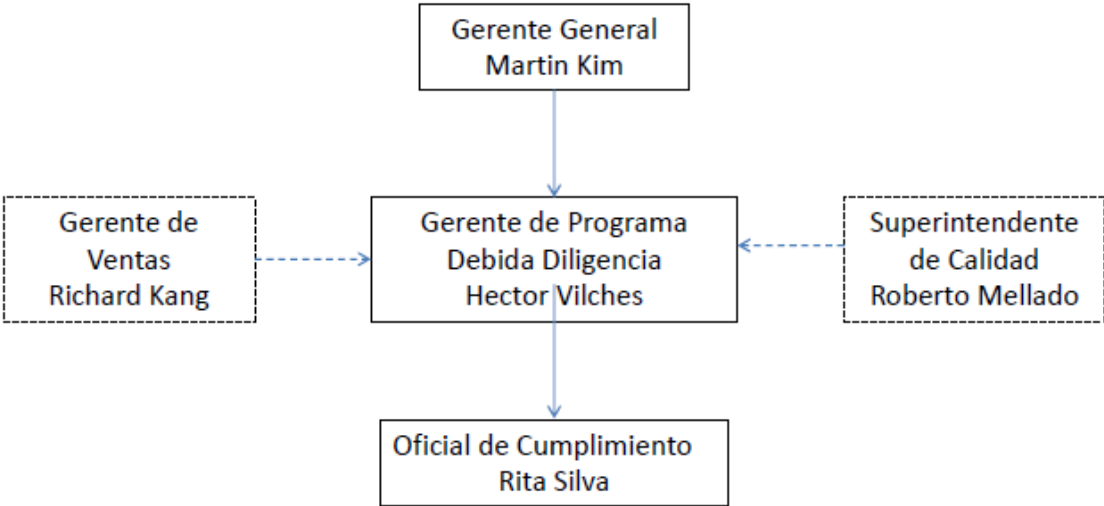 Gerente General
Martin Kim
Gerente de
Ventas
Richard Kang
Gerente de Programa
Debida Diligencia
Hector Vilches
Superintendente
de Calidad
Roberto Mellado
Oficial de Cumplimiento
Rita Silva